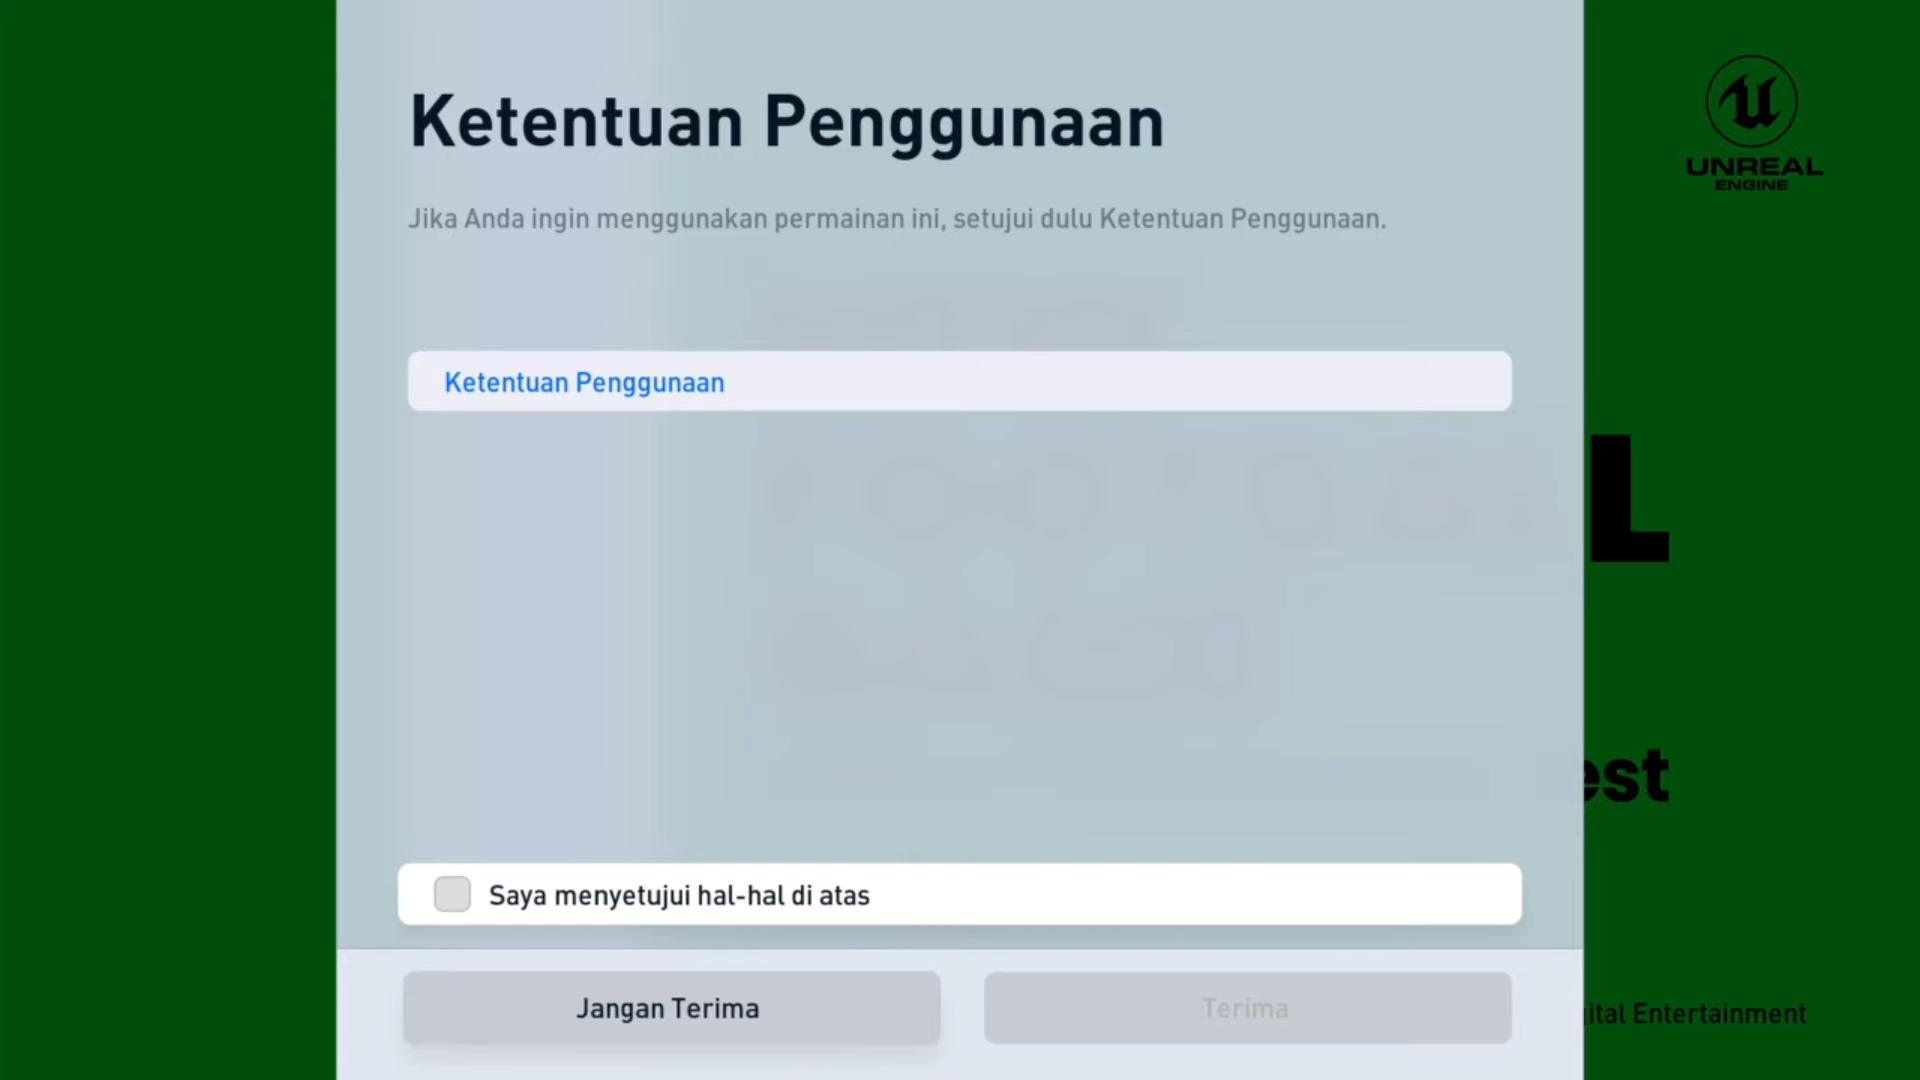 Ketentuan Penggunaan
Jika Anda ingin menggunakan permainan ini, setujui dulu Ketentuan Penggunaan.
Ketentuan Penggunaan
Saya menyetujui hal-hal di atas
Jangan Terima
Terima
UNREAL
ENGINE
L
est
ital Entertainment